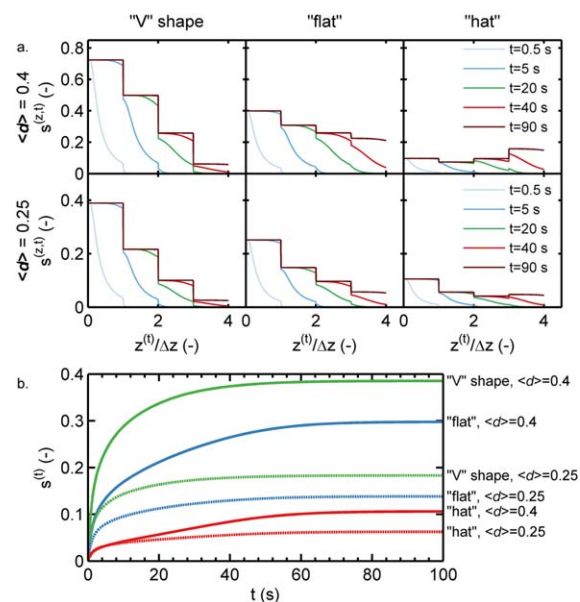 "V" shape "flat" "hat"
a.
<d> = 0.4
s(z,t) (-)
0.8
0.6
0.4
0.2
0
t=0.5 s
t=5 s
t=20 s
t=40 s
t=90 s
<d> = 0.25
s(z,t) (-)
0.4
0.2
0
t=0.5 s
t=5 s
t=20 s
t=40 s
t=90 s
0 2 4 0 2 4 0 2 4
z(t)/Δz (-) z(t)/Δz (-) z(t)/Δz (-)
b.
s(t) (-)
0.4
0.3
0.2
0.1
0
"V" shape, <d>=0.4
"flat", <d>=0.4
"V" shape, <d>=0.25
"flat", <d>=0.25
"hat", <d>=0.4
"hat", <d>=0.25
0 20 40 60 80 100
t (s)